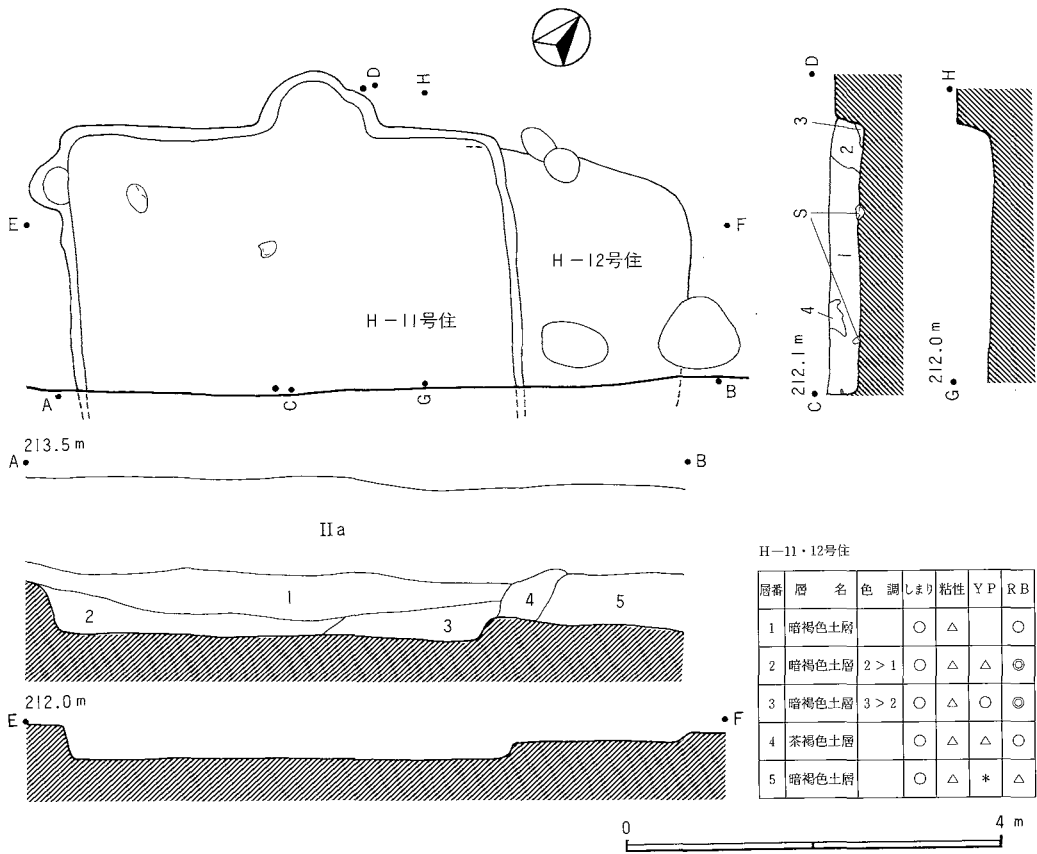 D
H
E
F
H－12号住
H－11号住
A
C
G
B
D
3
2
S
1
4
212.1 m
C
H
212.0 m
G
213.5 m
A
B
IIa
1
2
3
4
5
212.0 m
E
F
H－11・12号住
層番 層　名 色　調 しまり 粘性 Y P R B
1 暗褐色土層 ○ △ ○
2 暗褐色土層 2 > 1 ○ △ △ ◎
3 暗褐色土層 3 > 2 ○ △ ○ ◎
4 茶褐色土層 ○ △ △ ○
5 暗褐色土層 ○ △ * △
0 4 m